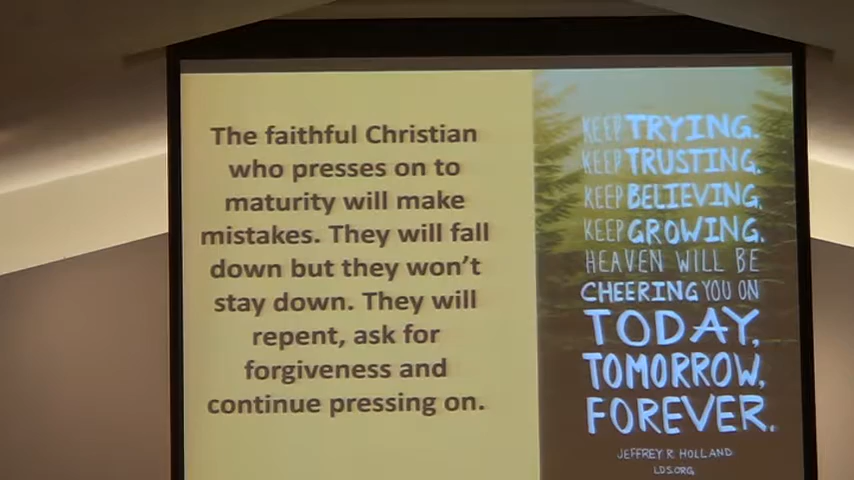 The faithful Christian
who presses on to
maturity will make
mistakes. They will fall
down but they won't
stay down. They will
repent, ask for
forgiveness and
continue pressing on.
KEEP TRYING.
KEEP TRUSTING.
KEEP BELIEVING.
KEEP GROWING.
HEAVEN WILL BE
CHEERING YOU ON
TODAY,
TOMORROW,
FOREVER.
JEFFREY R HOLLAND
LDS.ORG